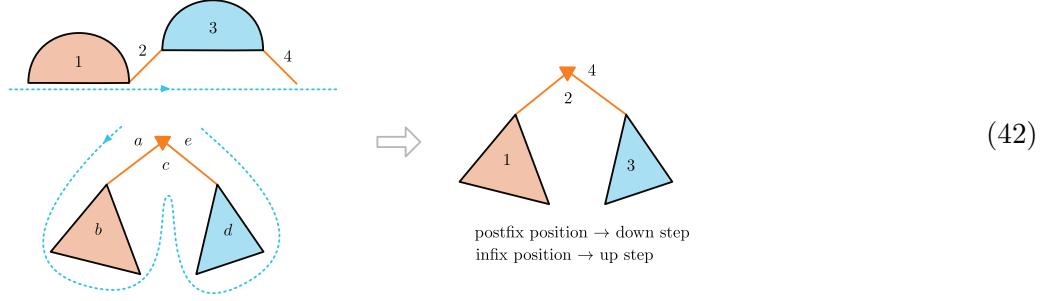 3
2
4
1
4
2
(42)
a
e
c
1
3
b
d
postfix position → down step
infix position → up step